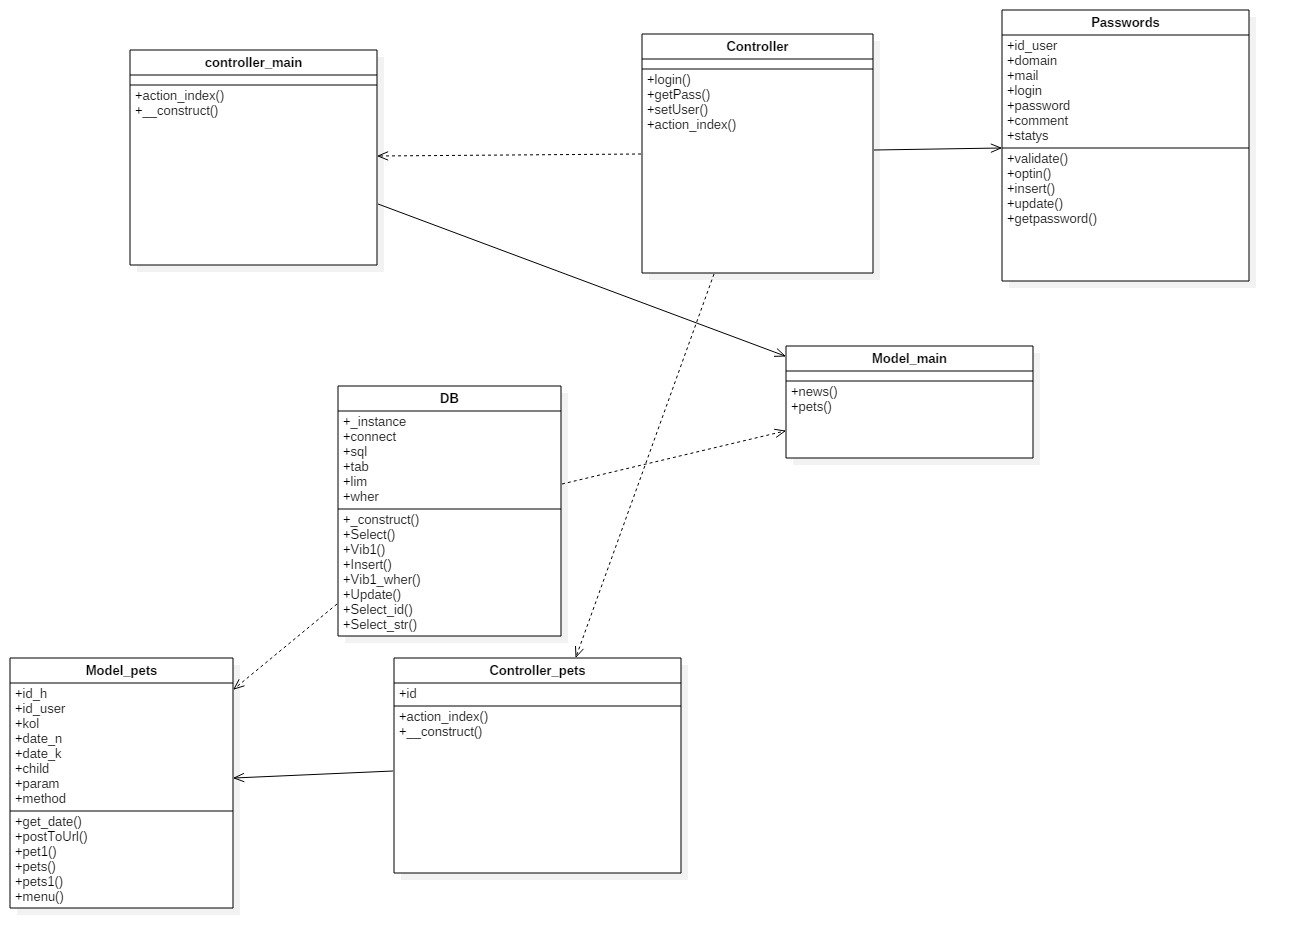 controller_main
+action_index()
+__construct()
Controller
+login()
+getPass()
+setUser()
+action_index()
Passwords
+id_user
+domain
+mail
+login
+password
+comment
+statys
+validate()
+optin()
+insert()
+update()
+getpassword()
Model_main
+news()
+pets()
DB
+_instance
+connect
+sql
+tab
+lim
+wher
+_construct()
+Select()
+Vib1()
+Insert()
+Vib1_wher()
+Update()
+Select_id()
+Select_str()
Model_pets
+id_h
+id_user
+kol
+date_n
+date_k
+child
+param
+method
+get_date()
+postToUrl()
+pet1()
+pets()
+pets1()
+menu()
Controller_pets
+id
+action_index()
+__construct()